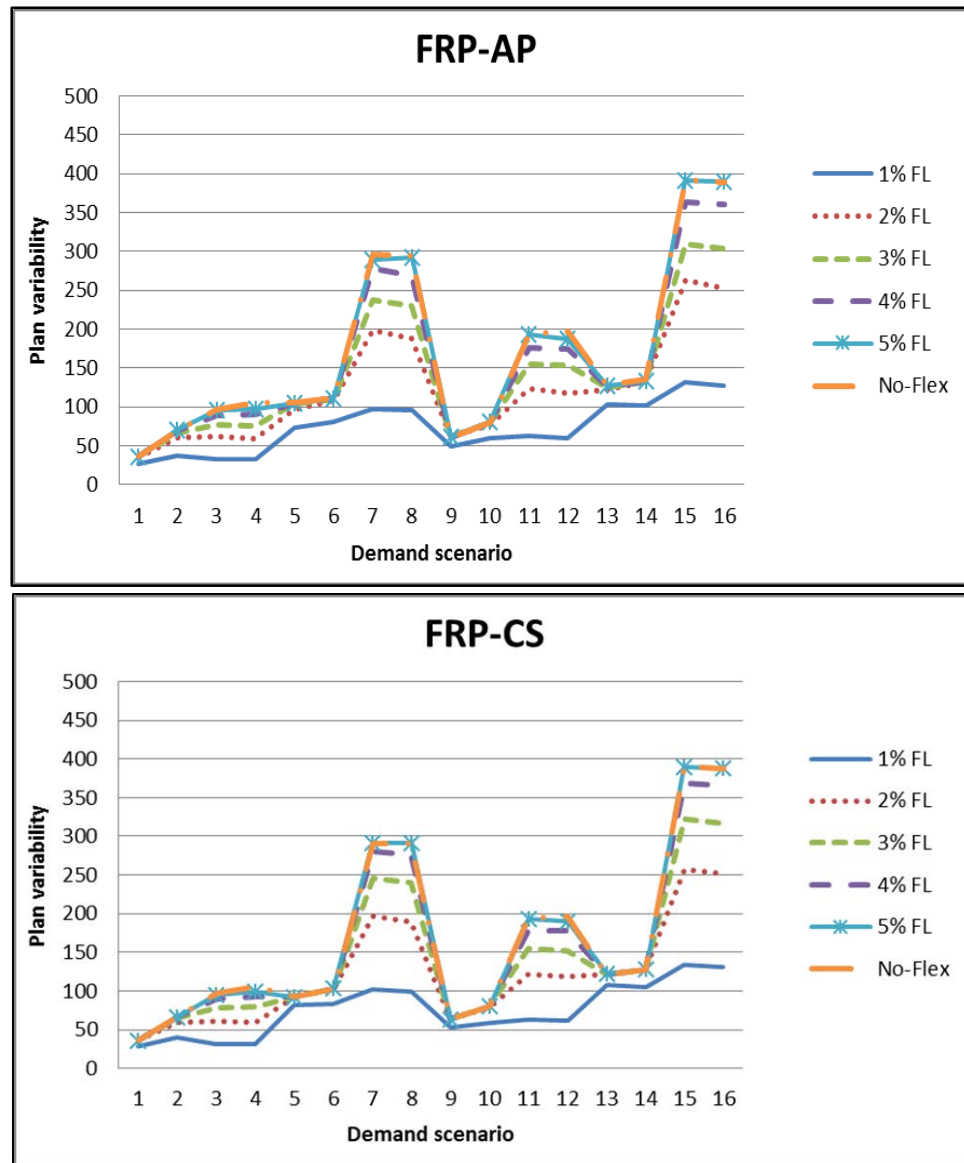 FRP-AP
500
450
400
350
300
250
200
150
100
50
0
Plan variability
1 2 3 4 5 6 7 8 9 10 11 12 13 14 15 16
Demand scenario
1% FL
2% FL
3% FL
4% FL
5% FL
No-Flex
FRP-CS
500
450
400
350
300
250
200
150
100
50
0
Plan variability
1 2 3 4 5 6 7 8 9 10 11 12 13 14 15 16
Demand scenario
1% FL
2% FL
3% FL
4% FL
5% FL
No-Flex